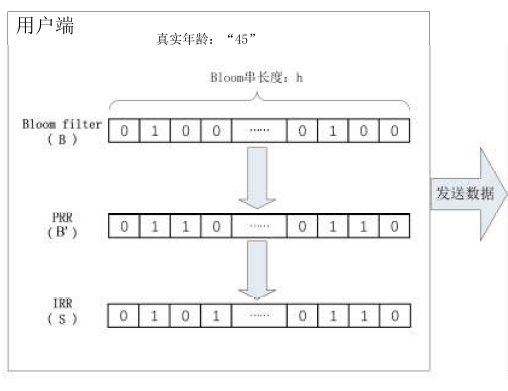 用户端
真实年龄：“45”
Bloom串长度：h
Bloom filter
( B )
0 1 0 0 …… 0 1 0 0
发送数据
PRR
( B' )
0 1 1 0 …… 0 1 1 0
IRR
( S )
0 1 0 1 …… 0 1 1 0